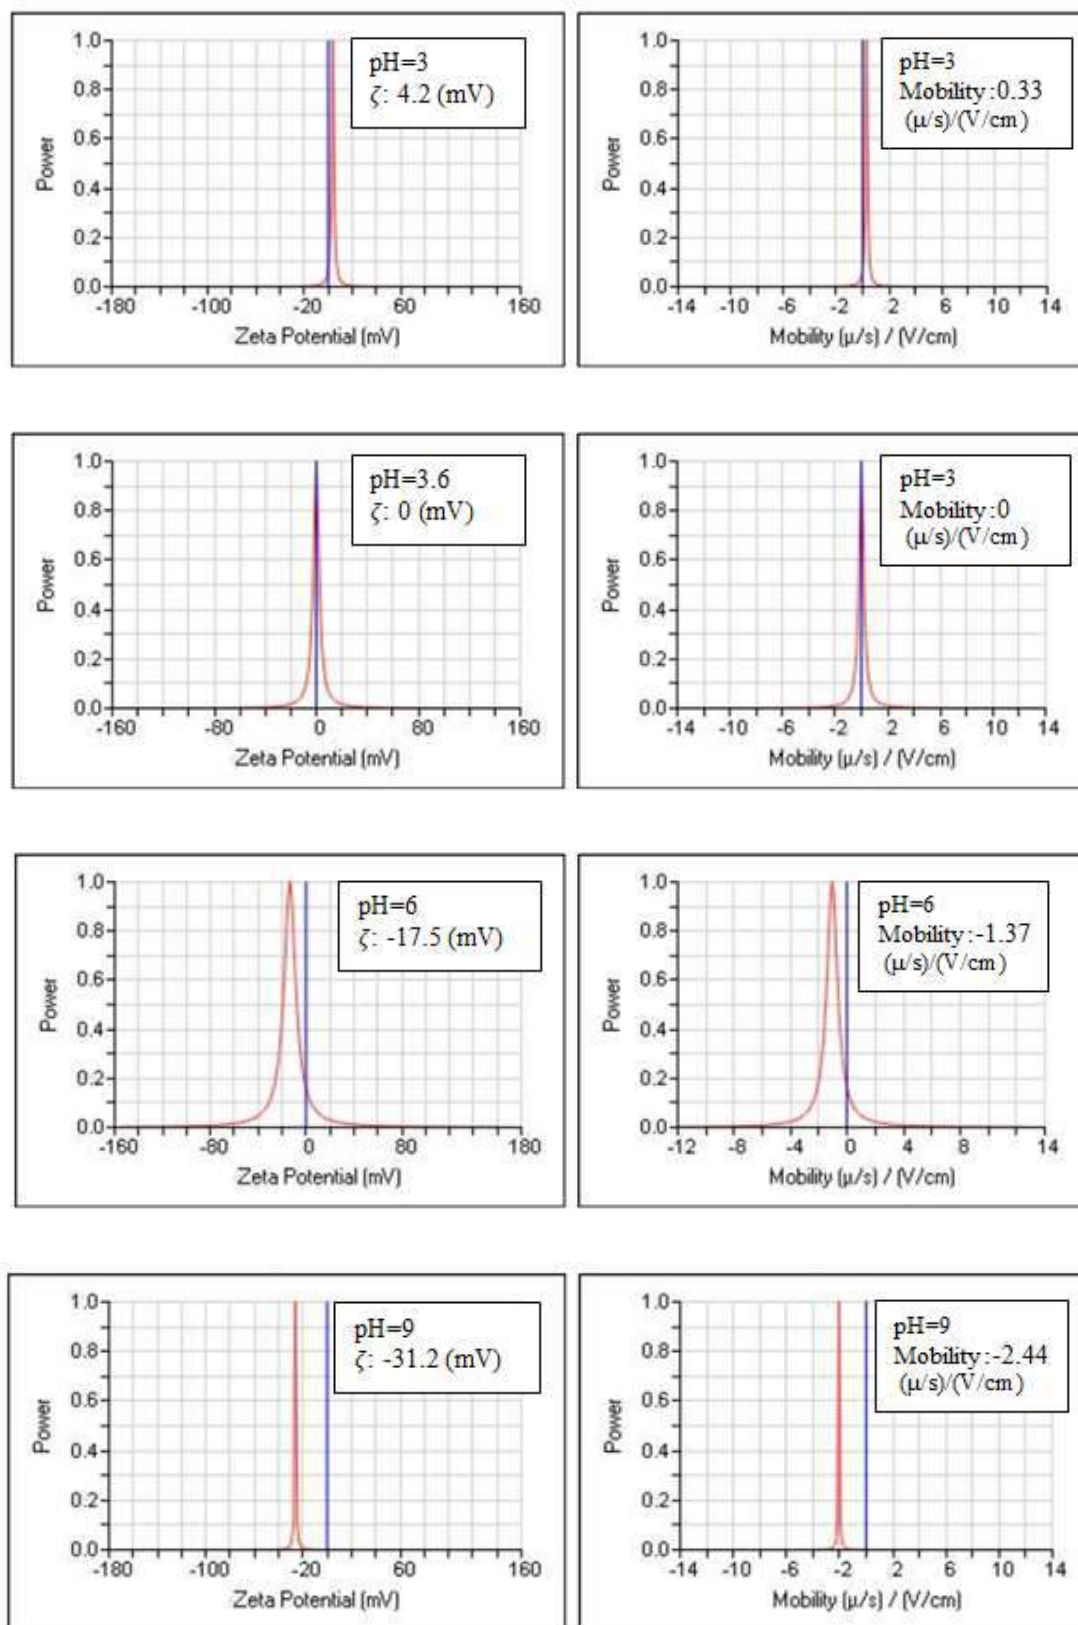 1.0
0.8
0.6
0.4
0.2
0.0
Power
-180
-100
-20
60
160
Zeta Potential (mV)
pH=3
ζ: 4.2 (mV)
1.0
0.8
0.6
0.4
0.2
0.0
Power
-14
-10
-6
-2
2
6
10
14
Mobility (μ/s) / (V/cm)
pH=3
Mobility:0.33
(μ/s)/(V/cm)
1.0
0.8
0.6
0.4
0.2
0.0
Power
-160
-80
0
80
160
Zeta Potential (mV)
pH=3.6
ζ: 0 (mV)
1.0
0.8
0.6
0.4
0.2
0.0
Power
-14
-10
-6
-2
2
6
10
14
Mobility (μ/s) / (V/cm)
pH=3
Mobility:0
(μ/s)/(V/cm)
1.0
0.8
0.6
0.4
0.2
0.0
Power
-160
-80
0
80
180
Zeta Potential (mV)
pH=6
ζ: -17.5 (mV)
1.0
0.8
0.6
0.4
0.2
0.0
Power
-12
-8
-4
0
4
8
14
Mobility (μ/s) / (V/cm)
pH=6
Mobility:-1.37
(μ/s)/(V/cm)
1.0
0.8
0.6
0.4
0.2
0.0
Power
-180
-100
-20
60
160
Zeta Potential (mV)
pH=9
ζ: -31.2 (mV)
1.0
0.8
0.6
0.4
0.2
0.0
Power
-14
-10
-6
-2
2
6
10
14
Mobility (μ/s) / (V/cm)
pH=9
Mobility:-2.44
(μ/s)/(V/cm)